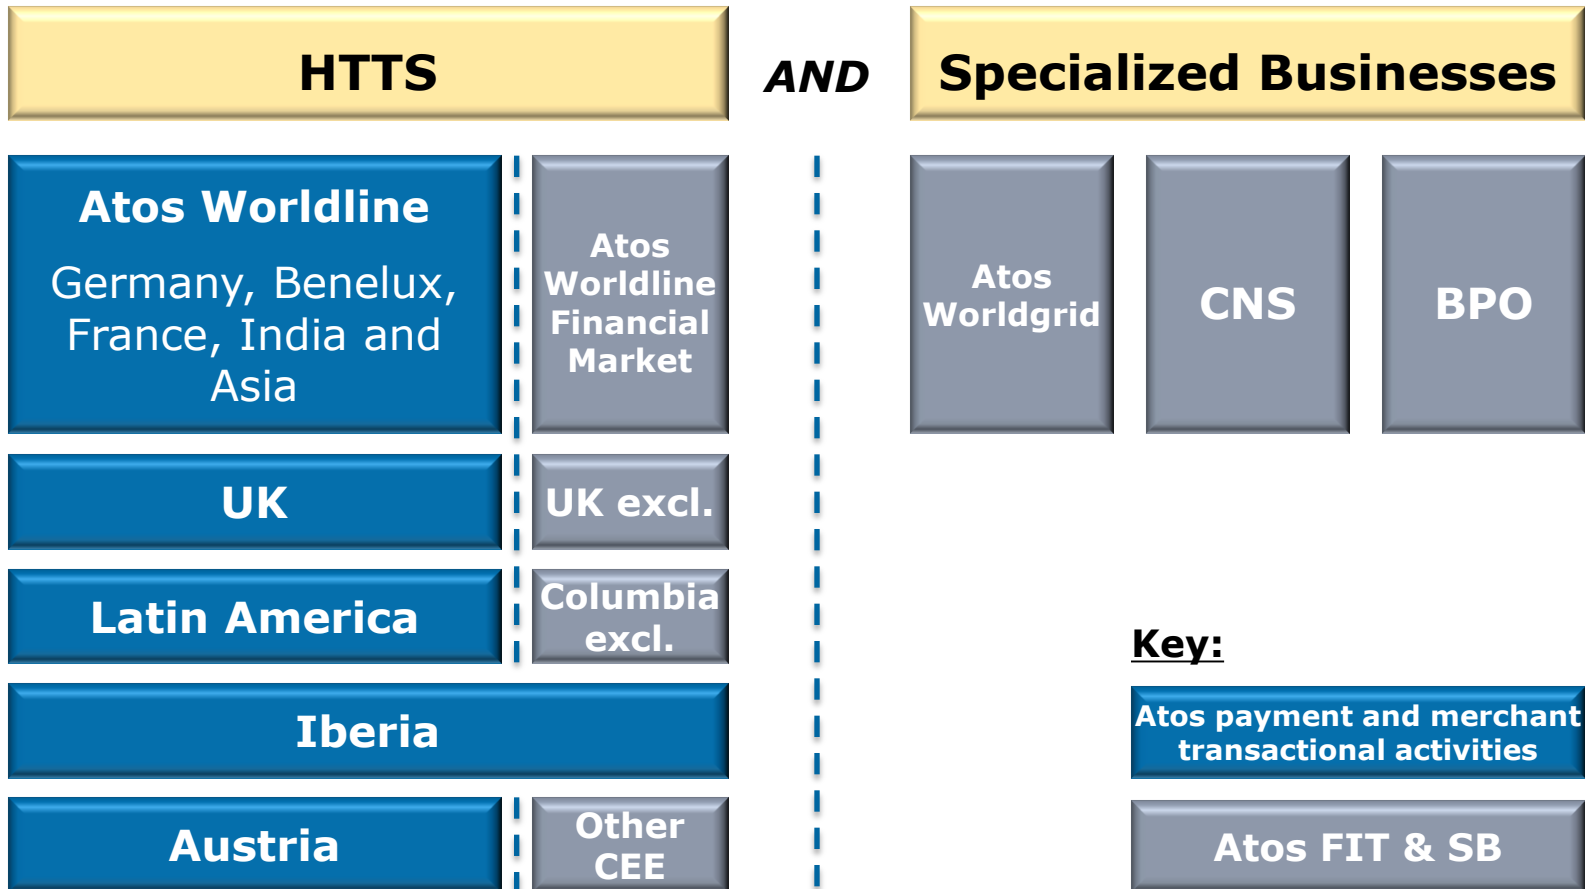 HTTS
AND
Specialized Businesses
Atos Worldline
Germany, Benelux,
France, India and
Asia
Atos
Worldline
Financial
Market
Atos
Worldgrid
CNS
BPO
UK
UK excl.
Latin America
Columbia
excl.
Iberia
Austria
Other
CEE
Key:
Atos payment and merchant
transactional activities
Atos FIT & SB